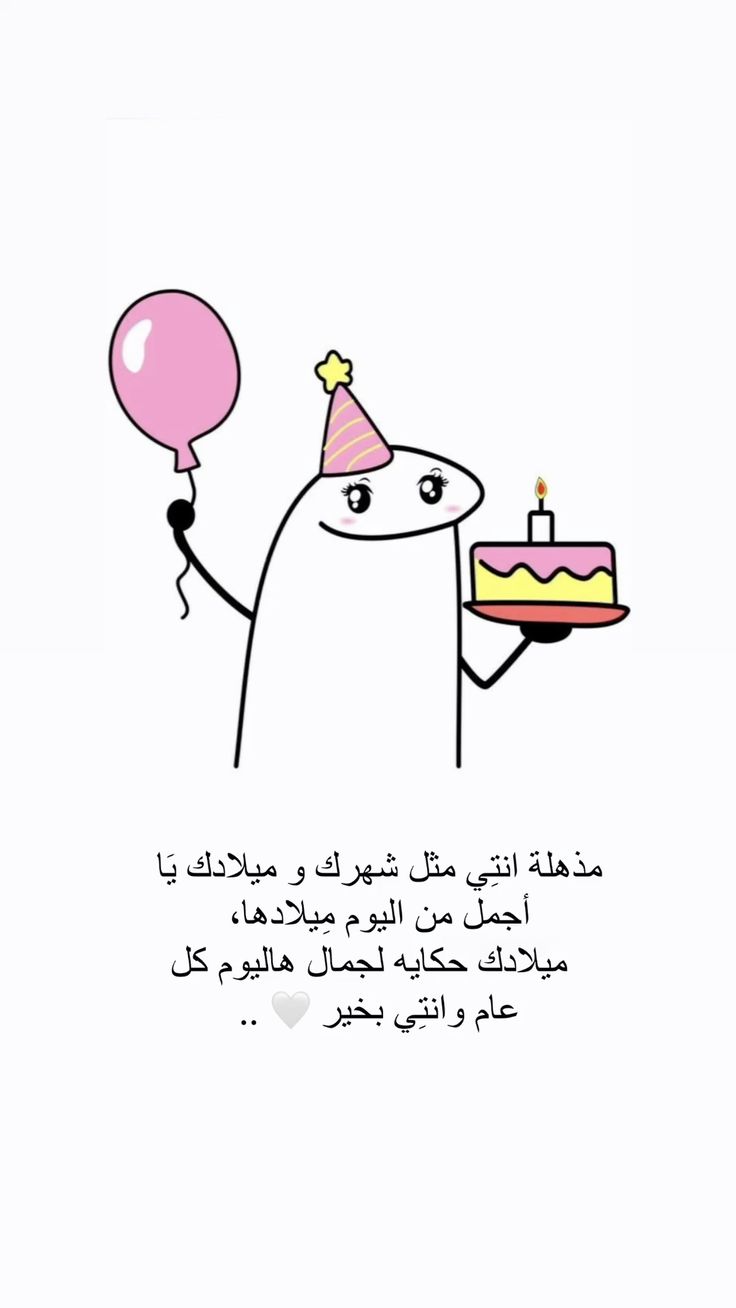 مذهلة انتِي مثل شهرك و ميلادك يَا
أجمل من اليوم مِيلادها،
ميلادك حكايه لجمال هاليوم كل
عام وانتِي بخير 🤍 ..